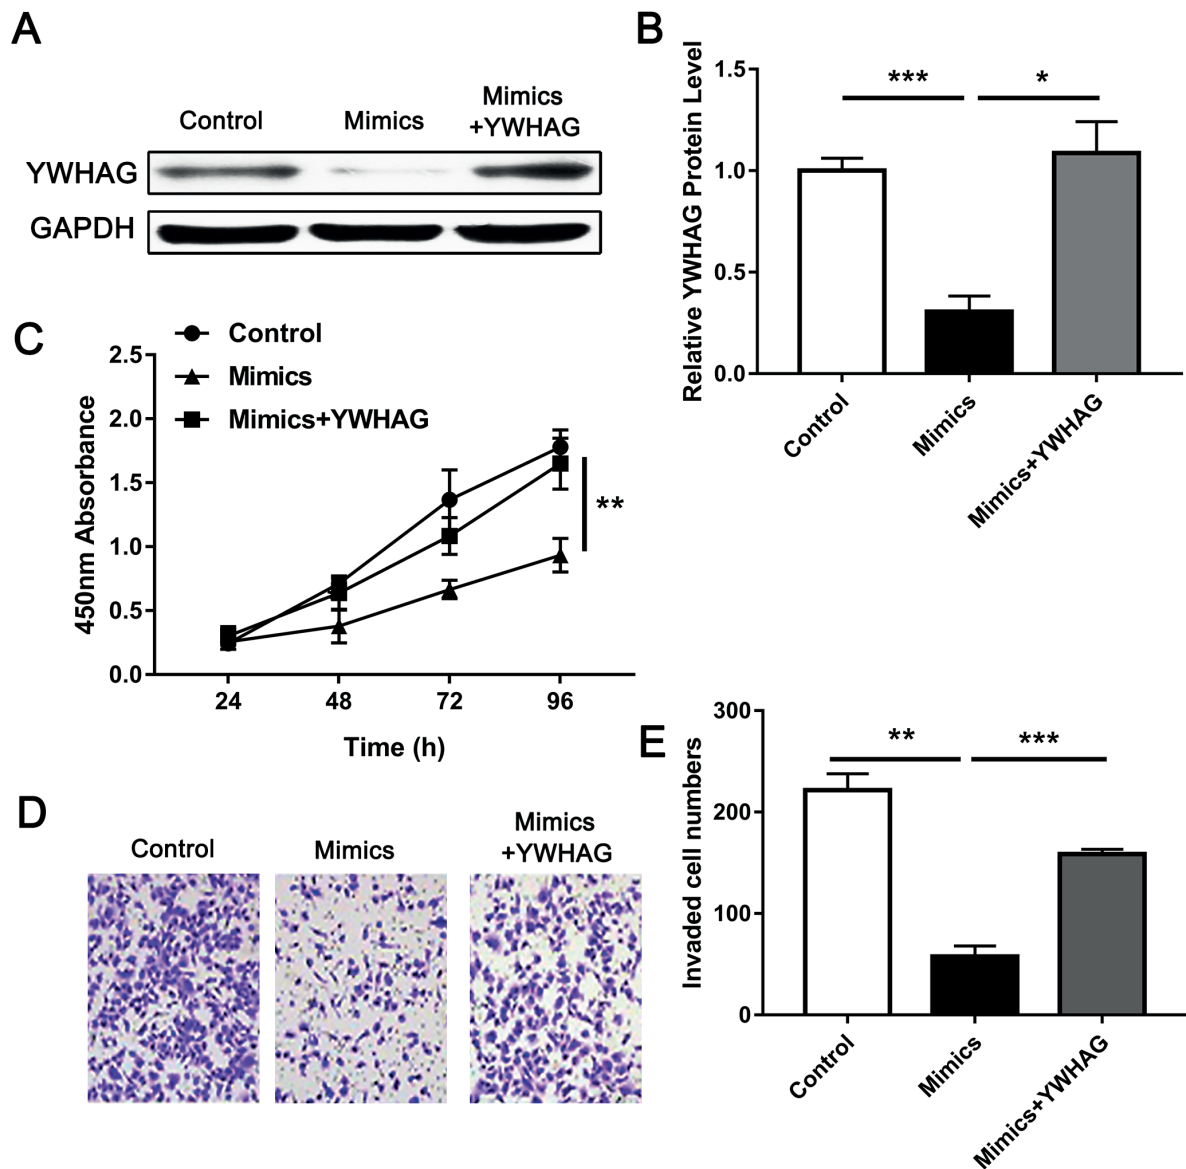 A
Control
Mimics
Mimics
+YWHAG
YWHAG
GAPDH
B
Relative YWHAG Protein Level
1.5
1.0
0.5
0.0
***
*
Control
Mimics
Mimics+YWHAG
C
Control
Mimics
Mimics+YWHAG
450nm Absorbance
2.5
2.0
1.5
1.0
0.5
0.0
**
24 48 72 96
Time (h)
D
Control
Mimics
Mimics
+YWHAG
E
Invaded cell numbers
300
200
100
0
**
***
Control
Mimics
Mimics+YWHAG